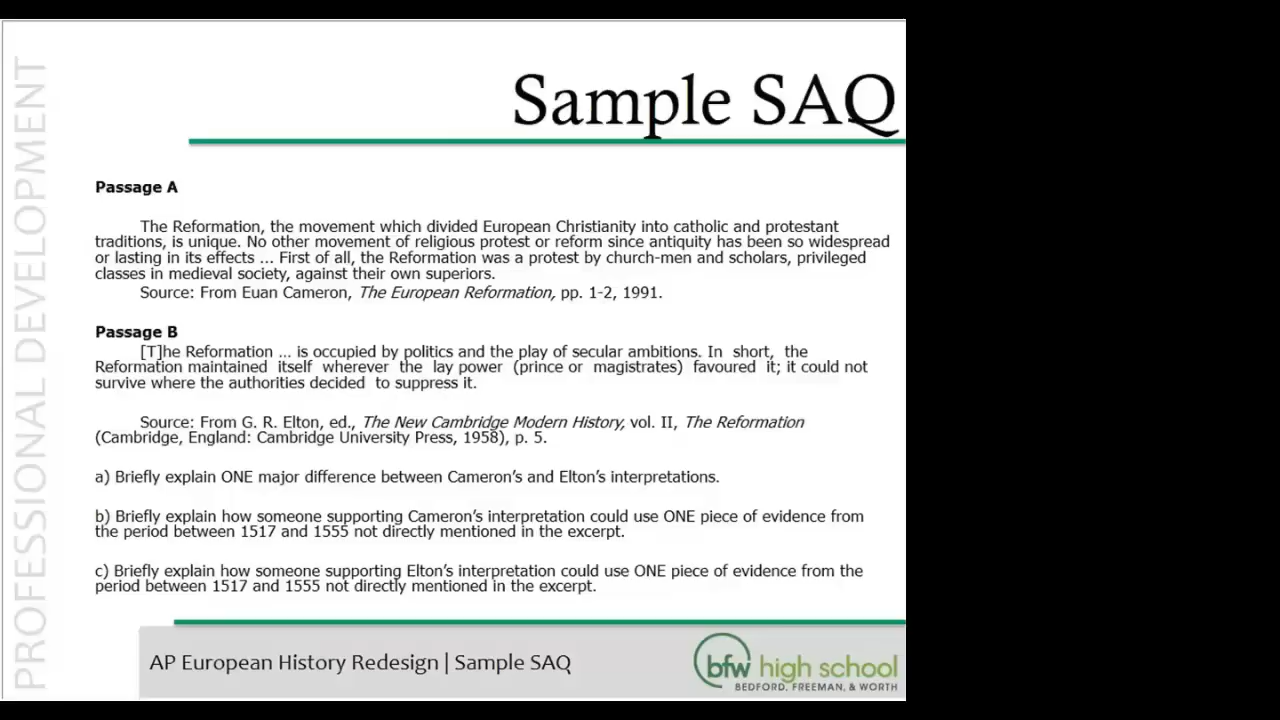 PROFESSIONAL DEVELOPMENT
Sample SAQ
Passage A
The Reformation, the movement which divided European Christianity into catholic and protestant
traditions, is unique. No other movement of religious protest or reform since antiquity has been so widespread
or lasting in its effects ... First of all, the Reformation was a protest by church-men and scholars, privileged
classes in medieval society, against their own superiors.
Source: From Euan Cameron, The European Reformation, pp. 1-2, 1991.
Passage B
[T]he Reformation ... is occupied by politics and the play of secular ambitions. In short, the
Reformation maintained itself wherever the lay power (prince or magistrates) favoured it; it could not
survive where the authorities decided to suppress it.
Source: From G. R. Elton, ed., The New Cambridge Modern History, vol. II, The Reformation
(Cambridge, England: Cambridge University Press, 1958), p. 5.
a) Briefly explain ONE major difference between Cameron's and Elton's interpretations.
b) Briefly explain how someone supporting Cameron's interpretation could use ONE piece of evidence from
the period between 1517 and 1555 not directly mentioned in the excerpt.
c) Briefly explain how someone supporting Elton's interpretation could use ONE piece of evidence from the
period between 1517 and 1555 not directly mentioned in the excerpt.
AP European History Redesign | Sample SAQ
bfw high school
BEDFORD, FREEMAN, & WORTH